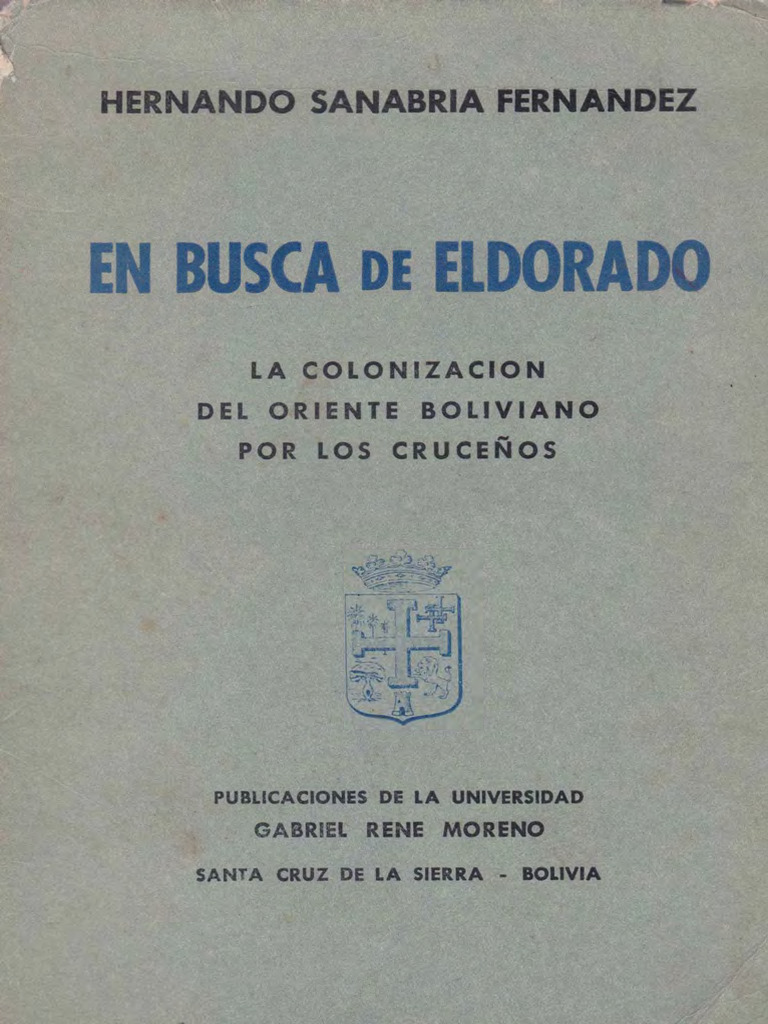 HERNANDO SANABRIA FERNANDEZ
EN BUSCA DE ELDORADO
LA COLONIZACION
DEL ORIENTE BOLIVIANO
POR LOS CRUCEÑOS
PUBLICACIONES DE LA UNIVERSIDAD
GABRIEL RENE MORENO
SANTA CRUZ DE LA SIERRA - BOLIVIA